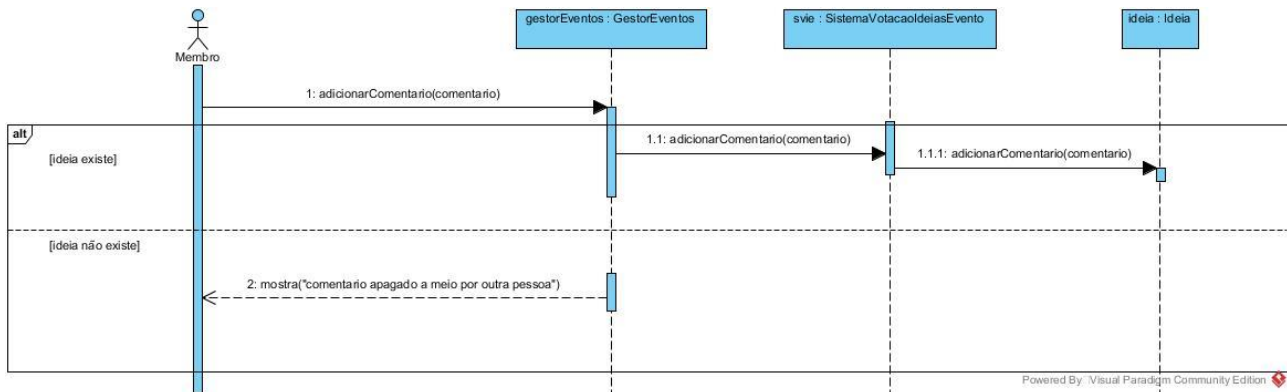 gestorEventos : GestorEventos
svie : SistemaVotacaoIdeiasEvento
ideia : Ideia
Membro
1: adicionarComentario(comentario)
alt
[ideia existe]
1.1: adicionarComentario(comentario)
1.1.1: adicionarComentario(comentario)
[ideia não existe]
2: mostra("comentario apagado a meio por outra pessoa")
Powered By Visual Paradigm Community Edition